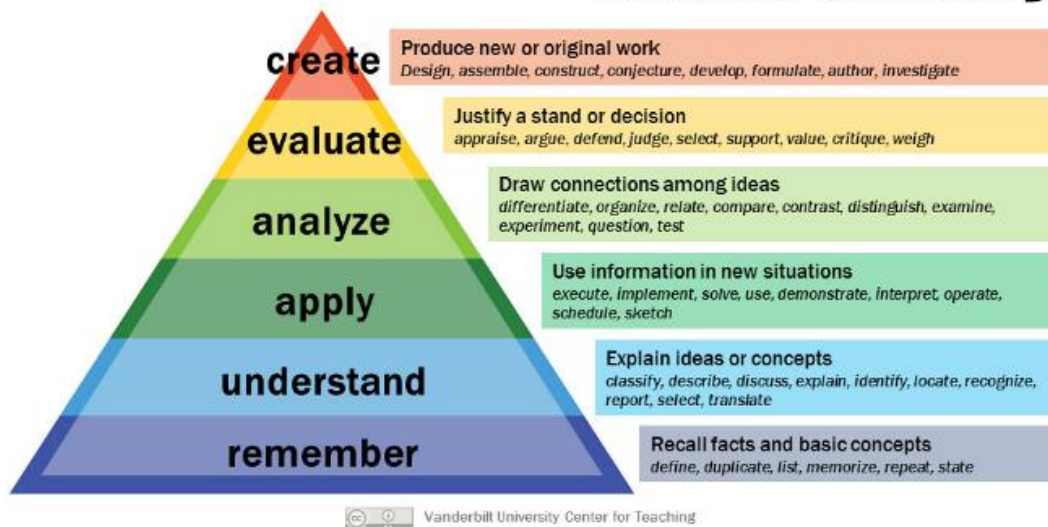 create
Produce new or original work
Design, assemble, construct, conjecture, develop, formulate, author, investigate
evaluate
Justify a stand or decision
appraise, argue, defend, judge, select, support, value, critique, weigh
analyze
Draw connections among ideas
differentiate, organize, relate, compare, contrast, distinguish, examine,
experiment, question, test
apply
Use information in new situations
execute, implement, solve, use, demonstrate, interpret, operate,
schedule, sketch
understand
Explain ideas or concepts
classify, describe, discuss, explain, identify, locate, recognize,
report, select, translate
remember
Recall facts and basic concepts
define, duplicate, list, memorize, repeat, state
cc
Vanderbilt University Center for Teaching